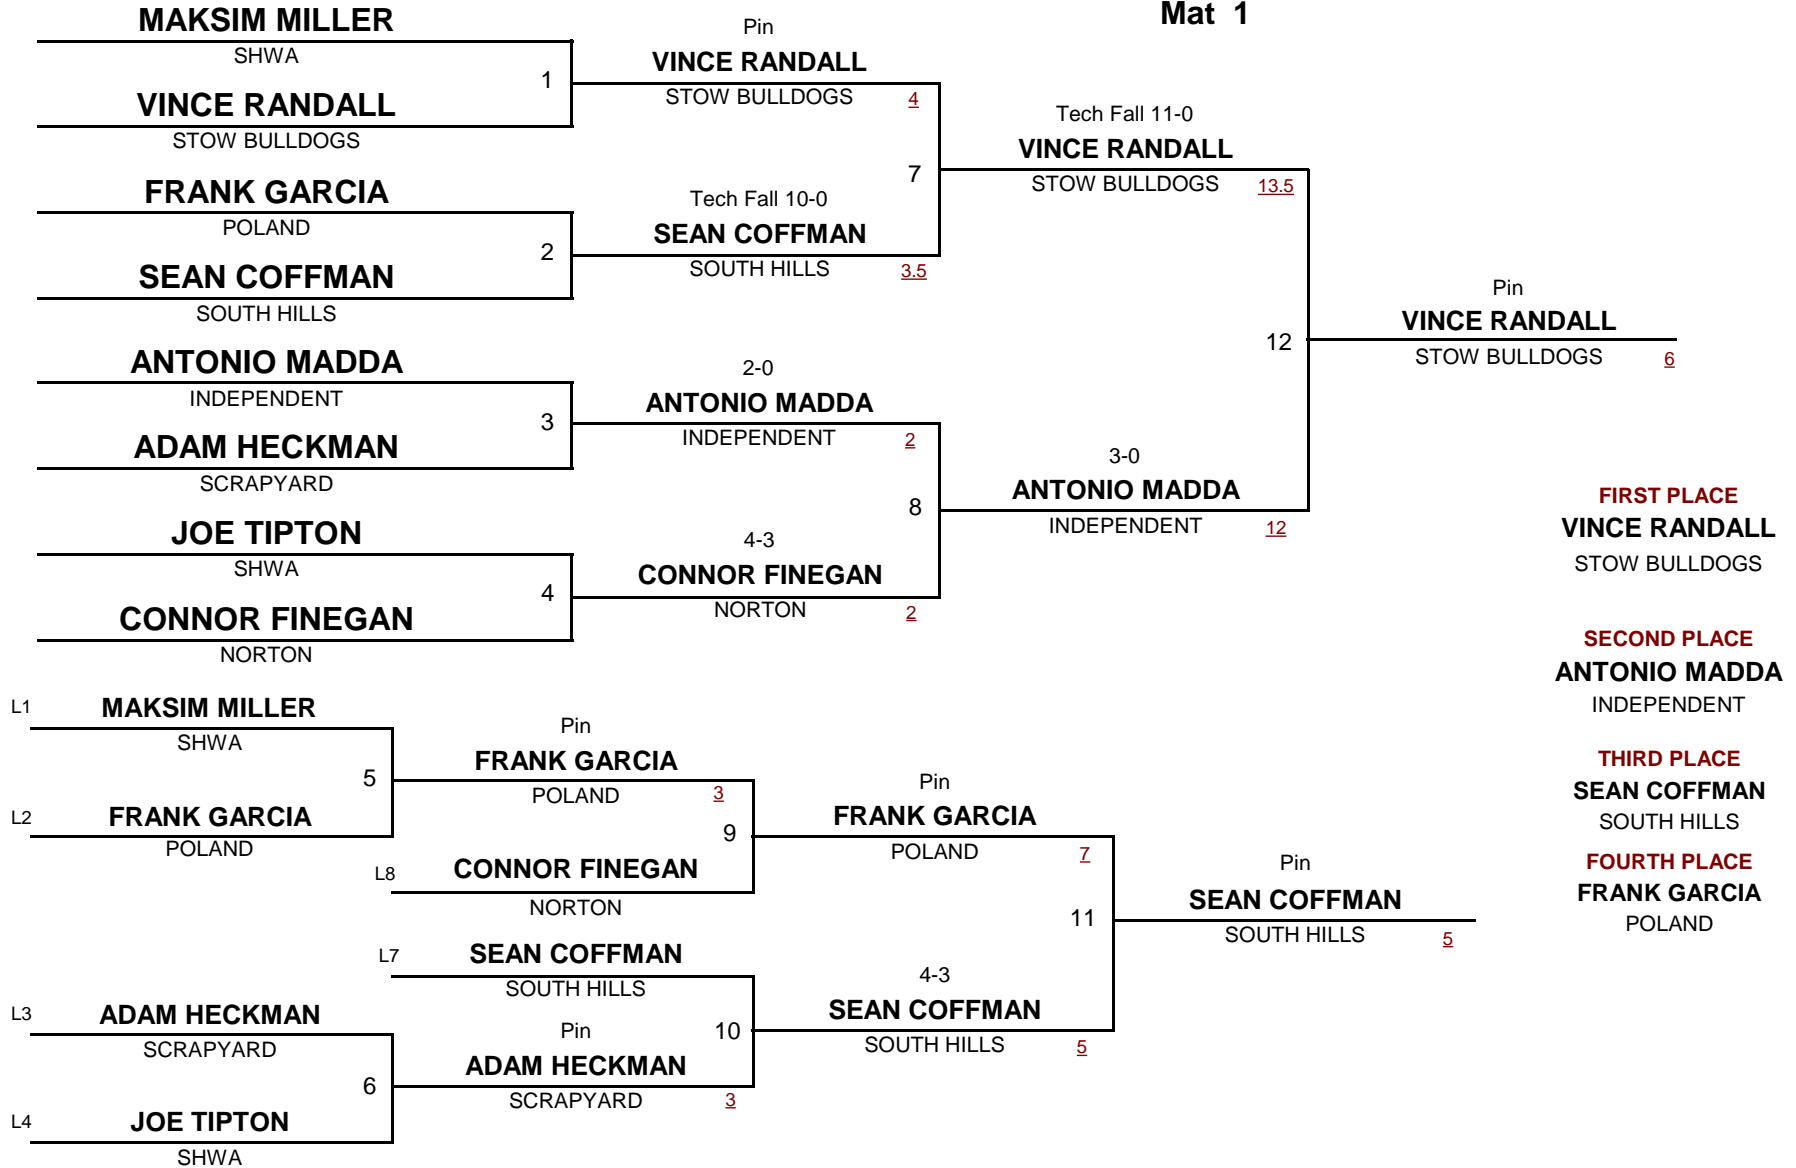 Mat 1
MAKSIM MILLER
SHWA
1
VINCE RANDALL
STOW BULLDOGS
FRANK GARCIA
POLAND
2
SEAN COFFMAN
SOUTH HILLS
ANTONIO MADDA
INDEPENDENT
3
ADAM HECKMAN
SCRAPYARD
JOE TIPTON
SHWA
4
CONNOR FINEGAN
NORTON
Pin
VINCE RANDALL
STOW BULLDOGS 4
7
Tech Fall 10-0
SEAN COFFMAN
SOUTH HILLS 3.5
2-0
ANTONIO MADDA
INDEPENDENT 2
8
4-3
CONNOR FINEGAN
NORTON 2
Tech Fall 11-0
VINCE RANDALL
STOW BULLDOGS 13.5
12
3-0
ANTONIO MADDA
INDEPENDENT 12
Pin
VINCE RANDALL
STOW BULLDOGS 6
L1 MAKSIM MILLER
SHWA
5
L2 FRANK GARCIA
POLAND
L3 ADAM HECKMAN
SCRAPYARD
6
L4 JOE TIPTON
SHWA
Pin
FRANK GARCIA
POLAND 3
9
L8 CONNOR FINEGAN
NORTON
L7 SEAN COFFMAN
SOUTH HILLS
10
Pin
ADAM HECKMAN
SCRAPYARD 3
Pin
FRANK GARCIA
POLAND 7
11
4-3
SEAN COFFMAN
SOUTH HILLS 5
Pin
SEAN COFFMAN
SOUTH HILLS 5
FIRST PLACE
VINCE RANDALL
STOW BULLDOGS
SECOND PLACE
ANTONIO MADDA
INDEPENDENT
THIRD PLACE
SEAN COFFMAN
SOUTH HILLS
FOURTH PLACE
FRANK GARCIA
POLAND